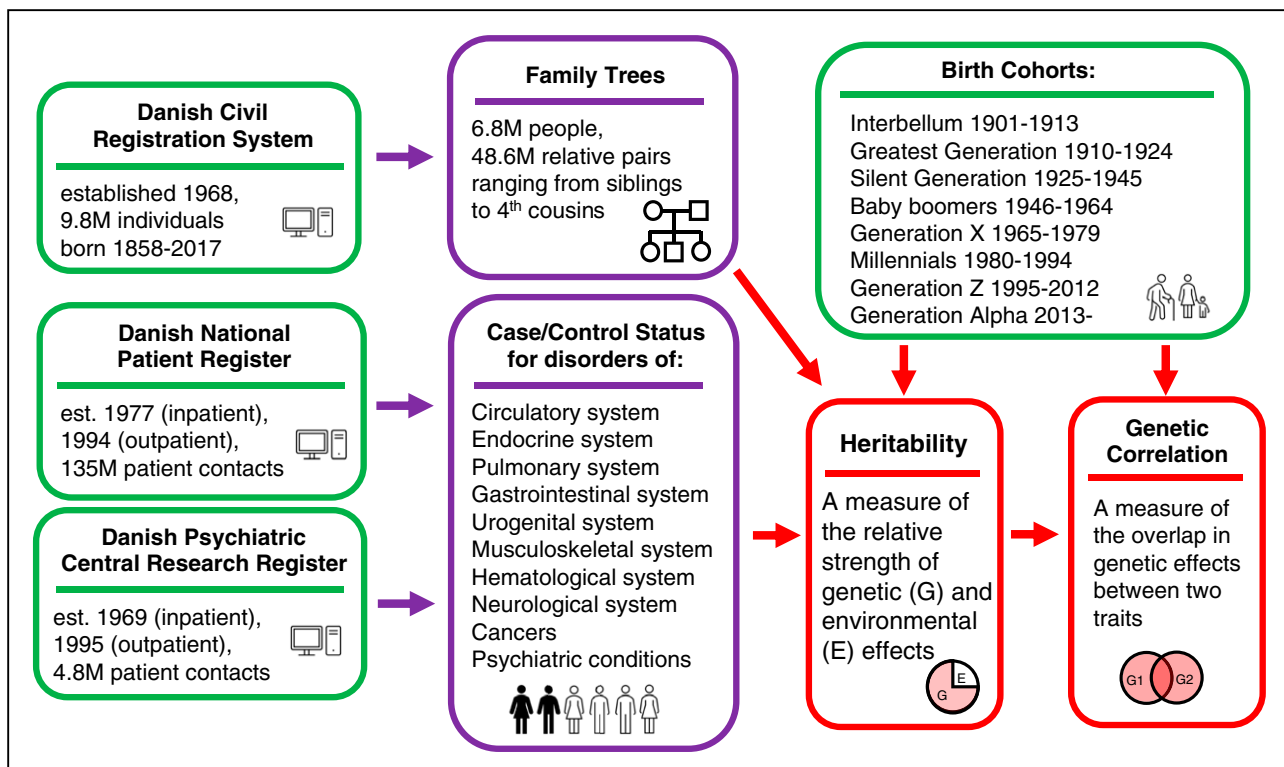 Danish Civil
Registration System
established 1968,
9.8M individuals
born 1858-2017
Family Trees
6.8M people,
48.6M relative pairs
ranging from siblings
to 4th cousins
Birth Cohorts:
Interbellum 1901-1913
Greatest Generation 1910-1924
Silent Generation 1925-1945
Baby boomers 1946-1964
Generation X 1965-1979
Millennials 1980-1994
Generation Z 1995-2012
Generation Alpha 2013-
Danish National
Patient Register
est. 1977 (inpatient),
1994 (outpatient),
135M patient contacts
Danish Psychiatric
Central Research Register
est. 1969 (inpatient),
1995 (outpatient),
4.8M patient contacts
Case/Control Status
for disorders of:
Circulatory system
Endocrine system
Pulmonary system
Gastrointestinal system
Urogenital system
Musculoskeletal system
Hematological system
Neurological system
Cancers
Psychiatric conditions
Heritability
A measure of
the relative
strength of
genetic (G) and
environmental
(E) effects
E
G
Genetic
Correlation
A measure of
the overlap in
genetic effects
between two
traits
G1 G2